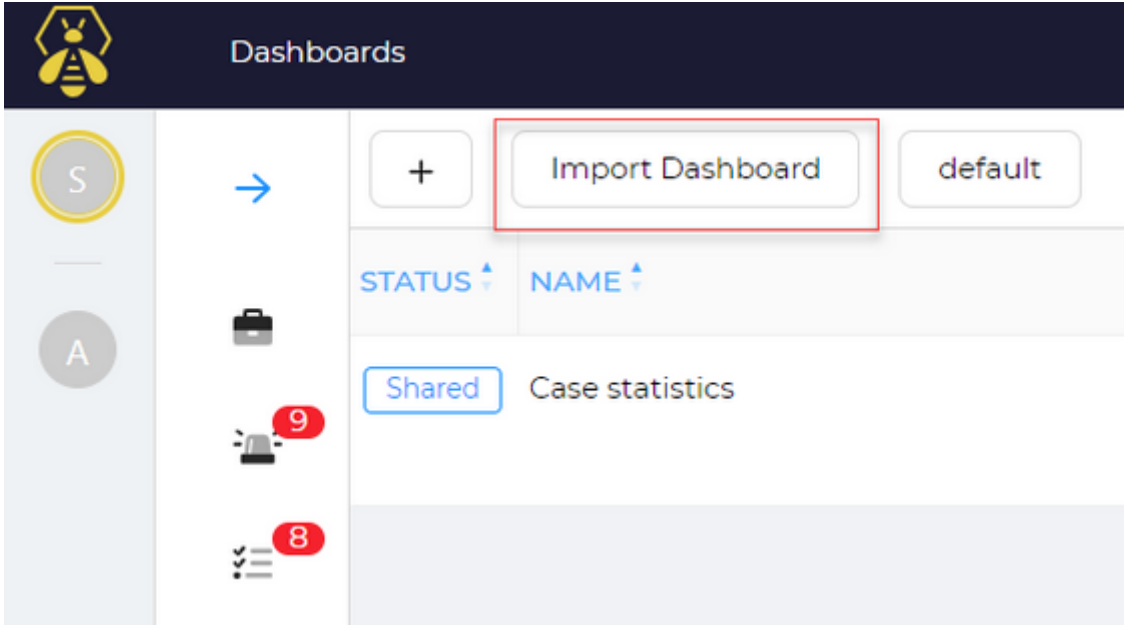 Dashboards
S
A
+ Import Dashboard default
STATUS NAME
Shared Case statistics
9
8